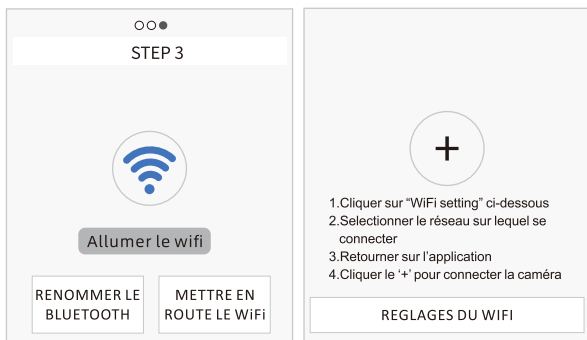 STEP 3
Allumer le wifi
RENOMMER LE
BLUETOOTH
METTRE EN
ROUTE LE WiFi
+
1.Cliquer sur “WiFi setting” ci-dessous
2.Selectionner le réseau sur lequel se
connecter
3.Retourner sur l’application
4.Cliquer le ‘+’ pour connecter la caméra
REGLAGES DU WIFI